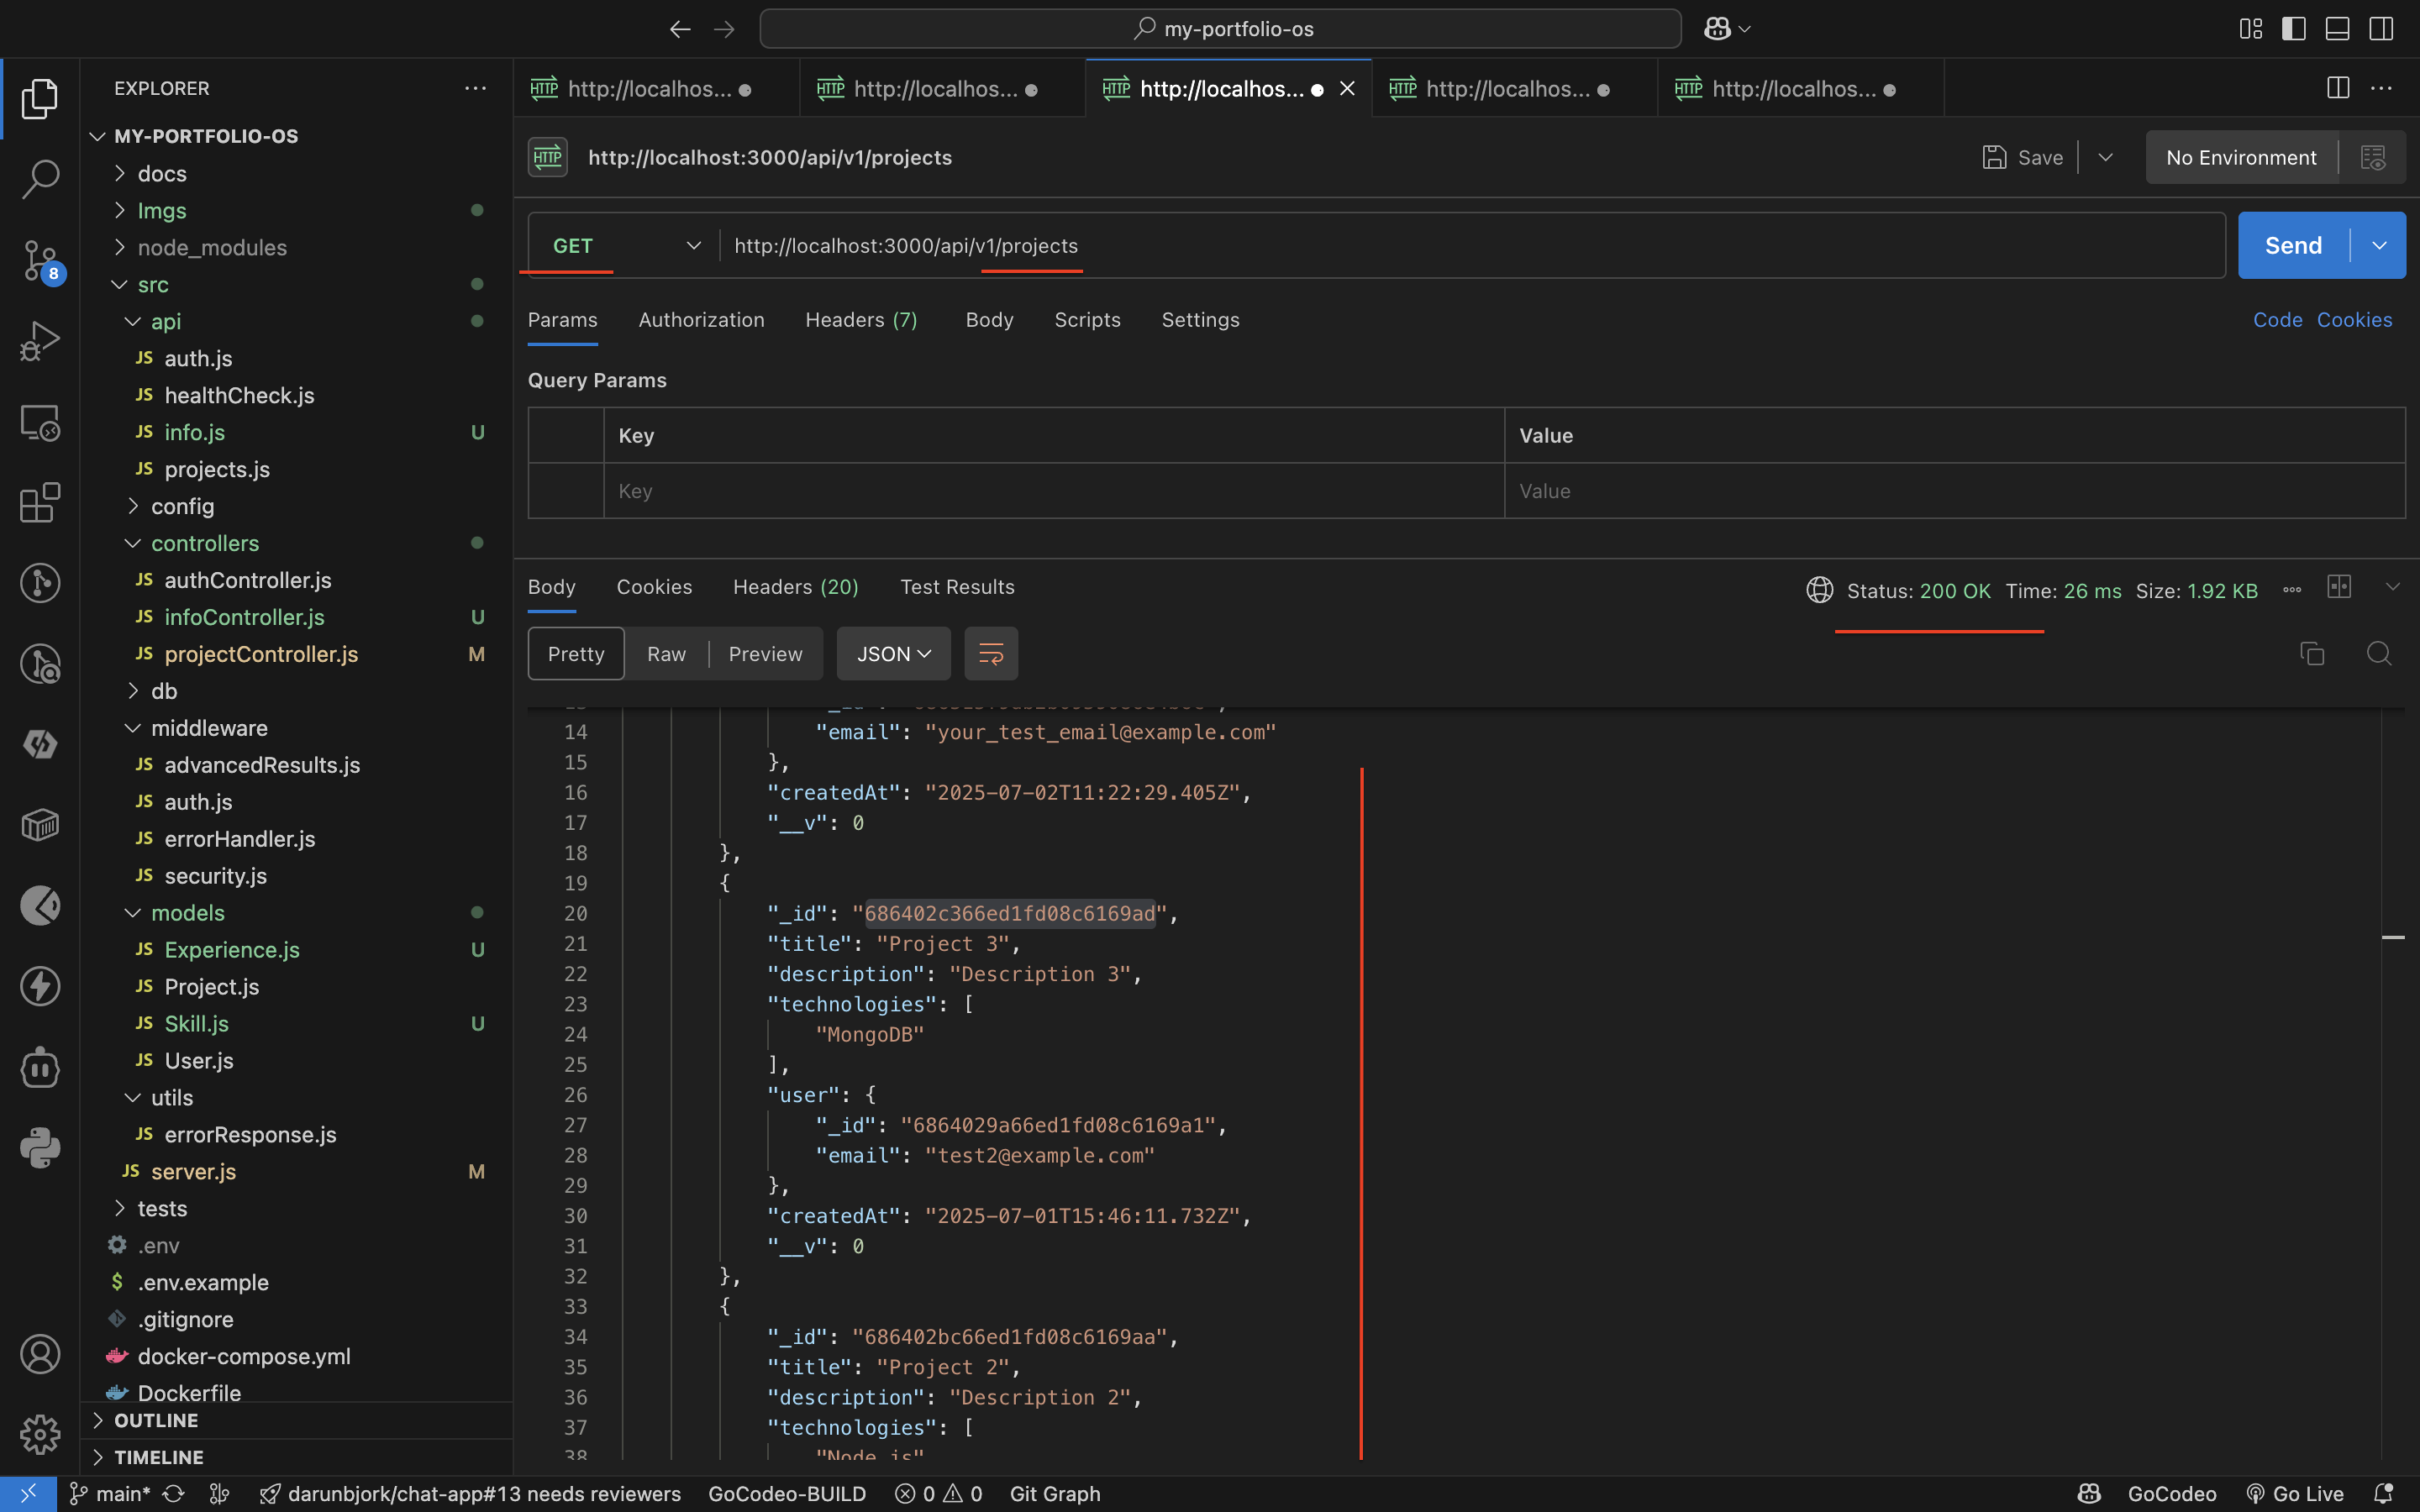 my-portfolio-os
EXPLORER
MY-PORTFOLIO-OS
docs
Imgs
node_modules
src
api
JS auth.js
JS healthCheck.js
JS info.js U
JS projects.js
config
controllers
JS authController.js
JS infoController.js U
JS projectController.js M
db
middleware
JS advancedResults.js
JS auth.js
JS errorHandler.js
JS security.js
models
JS Experience.js U
JS Project.js
JS Skill.js U
JS User.js
utils
JS errorResponse.js
JS server.js M
tests
.env
$ .env.example
.gitignore
docker-compose.yml
Dockerfile
OUTLINE
TIMELINE
8
HTTP http://localhos...
HTTP http://localhos...
HTTP http://localhos...
HTTP http://localhos...
HTTP http://localhos...
HTTP http://localhost:3000/api/v1/projects
Save
No Environment
GET http://localhost:3000/api/v1/projects
Send
Params Authorization Headers (7) Body Scripts Settings
Code Cookies
Query Params
Key Value
Key Value
Body Cookies Headers (20) Test Results
Status: 200 OK Time: 26 ms Size: 1.92 KB
Pretty Raw Preview JSON
14 "email": "your_test_email@example.com"
15 },
16 "createdAt": "2025-07-02T11:22:29.405Z",
17 "__v": 0
18 },
19 {
20 "_id": "686402c366ed1fd08c6169ad",
21 "title": "Project 3",
22 "description": "Description 3",
23 "technologies": [
24 "MongoDB"
25 ],
26 "user": {
27 "_id": "6864029a66ed1fd08c6169a1",
28 "email": "test2@example.com"
29 },
30 "createdAt": "2025-07-01T15:46:11.732Z",
31 "__v": 0
32 },
33 {
34 "_id": "686402bc66ed1fd08c6169aa",
35 "title": "Project 2",
36 "description": "Description 2",
37 "technologies": [
38 "Node.js"
main* darunbjork/chat-app#13 needs reviewers GoCodeo-BUILD 0 0 Git Graph
GoCodeo Go Live